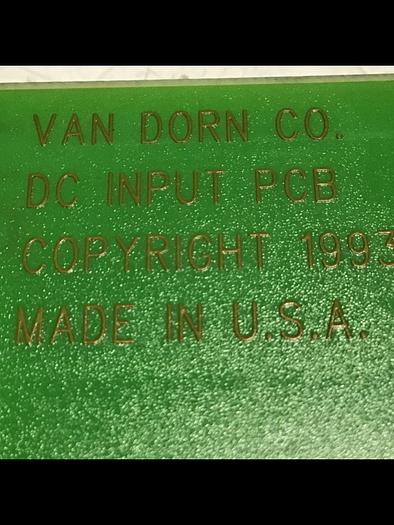 VAN DORN CO.
DC INPUT PCB
COPYRIGHT 1993
MADE IN U.S.A.